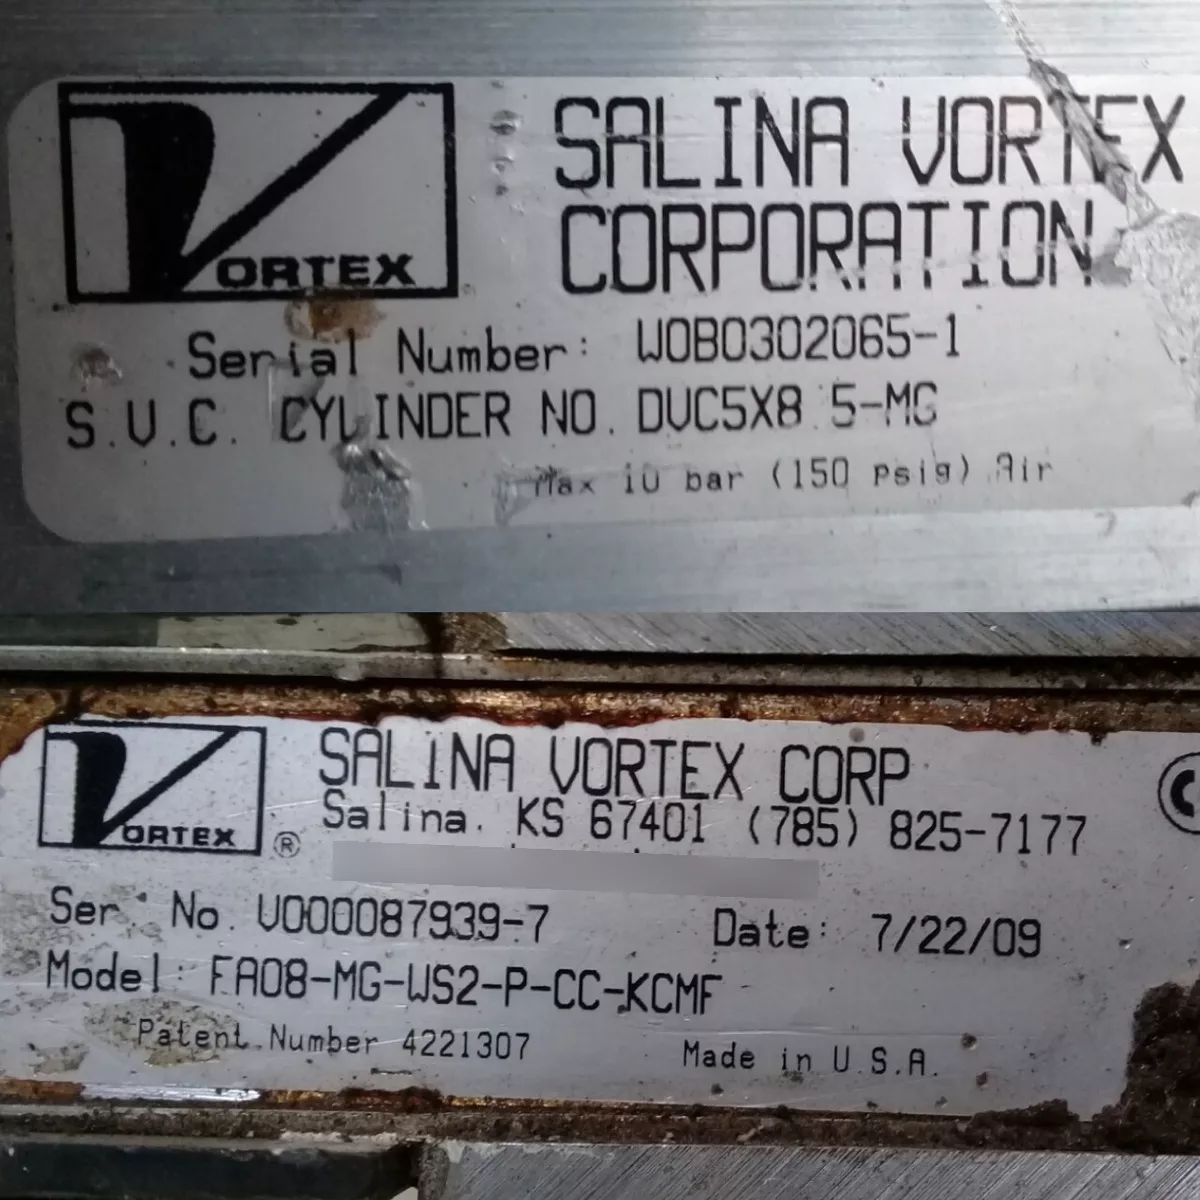 VORTEX
SALINA VORTEX
CORPORATION
Serial Number: WOB0302065-1
S.V.C. CYLINDER NO. DVC5X8.5-MG
Max 10 bar (150 psig) Air
VORTEX ®
SALINA VORTEX CORP
Salina, KS 67401 (785) 825-7177
Ser. No. V000087939-7 Date: 7/22/09
Model: FA08-MG-WS2-P-CC-KCMF
Patent Number 4221307 Made in U.S.A.